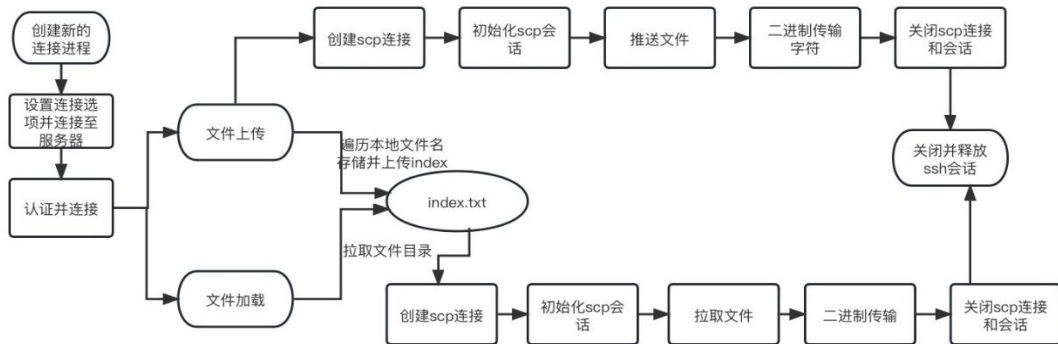 创建新的
连接进程
设置连接选
项并连接至
服务器
认证并连接
文件上传
文件加载
创建scp连接
初始化scp会
话
推送文件
二进制传输
字符
关闭scp连接
和会话
关闭并释放
ssh会话
遍历本地文件名
存储并上传index
index.txt
拉取文件目录
创建scp连接
初始化scp会
话
拉取文件
二进制传输
关闭scp连接
和会话